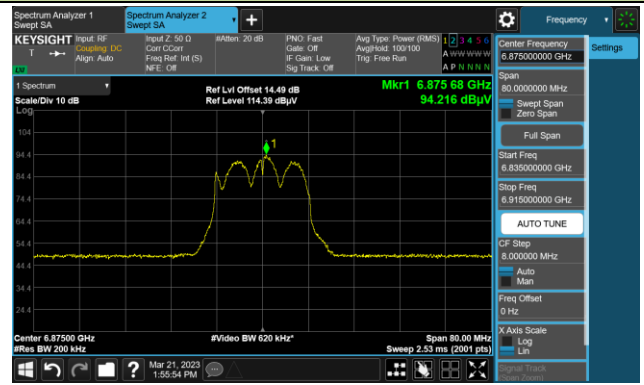 Spectrum Analyzer 1
Swept SA
Spectrum Analyzer 2
Swept SA
+
Frequency
KEYSIGHT
T
LW
Input: RF
Coupling: DC
Align: Auto
Input Z: 50 Ω
Corr CCorr
Freq Ref: Int (S)
NFE: Off
#Atten: 20 dB
PNO: Fast
Gate: Off
IF Gain: Low
Sig Track: Off
Avg Type: Power (RMS)
Avg|Hold: 100/100
Trig: Free Run
1 2 3 4 5 6
A W W W W W
A P N N N N
1 Spectrum
Scale/Div 10 dB
Log
Ref Lvl Offset 14.49 dB
Ref Level 114.39 dBµV
Mkr1 6.875 68 GHz
94.216 dBµV
1
104
94.4
84.4
74.4
64.4
54.4
44.4
34.4
24.4
Center 6.87500 GHz
#Res BW 200 kHz
#Video BW 620 kHz*
Span 80.00 MHz
Sweep 2.53 ms (2001 pts)
Center Frequency
6.875000000 GHz
Settings
Span
80.0000000 MHz
Swept Span
Zero Span
Full Span
Start Freq
6.835000000 GHz
Stop Freq
6.915000000 GHz
AUTO TUNE
CF Step
8.000000 MHz
Auto
Man
Freq Offset
0 Hz
X Axis Scale
Log
Lin
Signal Track
(Span Zoom)
?
Mar 21, 2023
1:55:54 PM